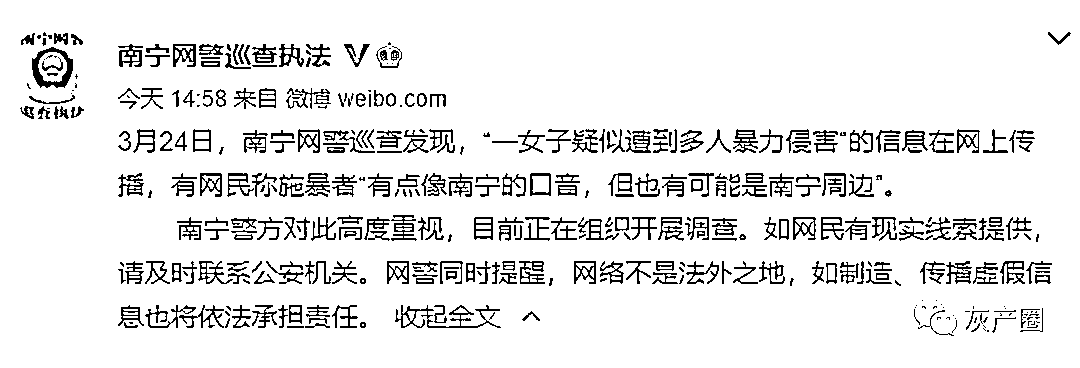 南宁网警巡查执法 V
今天 14:58 来自 微博 weibo.com
3月24日，南宁网警巡查发现，“一女子疑似遭到多人暴力侵害”的信息在网上传
播，有网民称施暴者“有点像南宁的口音，但也有可能是南宁周边”。
南宁警方对此高度重视，目前正在组织开展调查。如网民有现实线索提供，
请及时联系公安机关。网警同时提醒，网络不是法外之地，如制造、传播虚假信
息也将依法承担责任。 收起全文
灰产圈